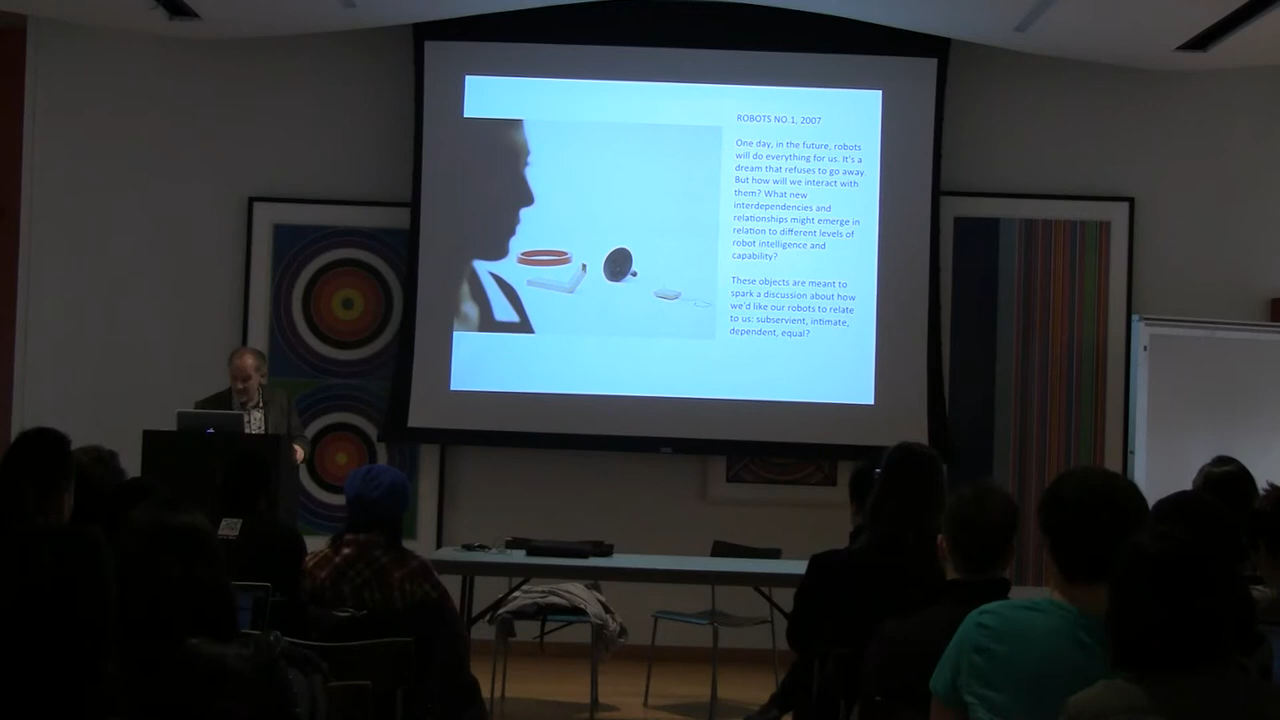 ROBOTS NO.1, 2007
One day, in the future, robots
will do everything for us. It's a
dream that refuses to go away.
But how will we interact with
them? What new
interdependencies and
relationships might emerge in
relation to different levels of
robot intelligence and
capability?
These objects are meant to
spark a discussion about how
we'd like our robots to relate
to us: subservient, intimate,
dependent, equal?